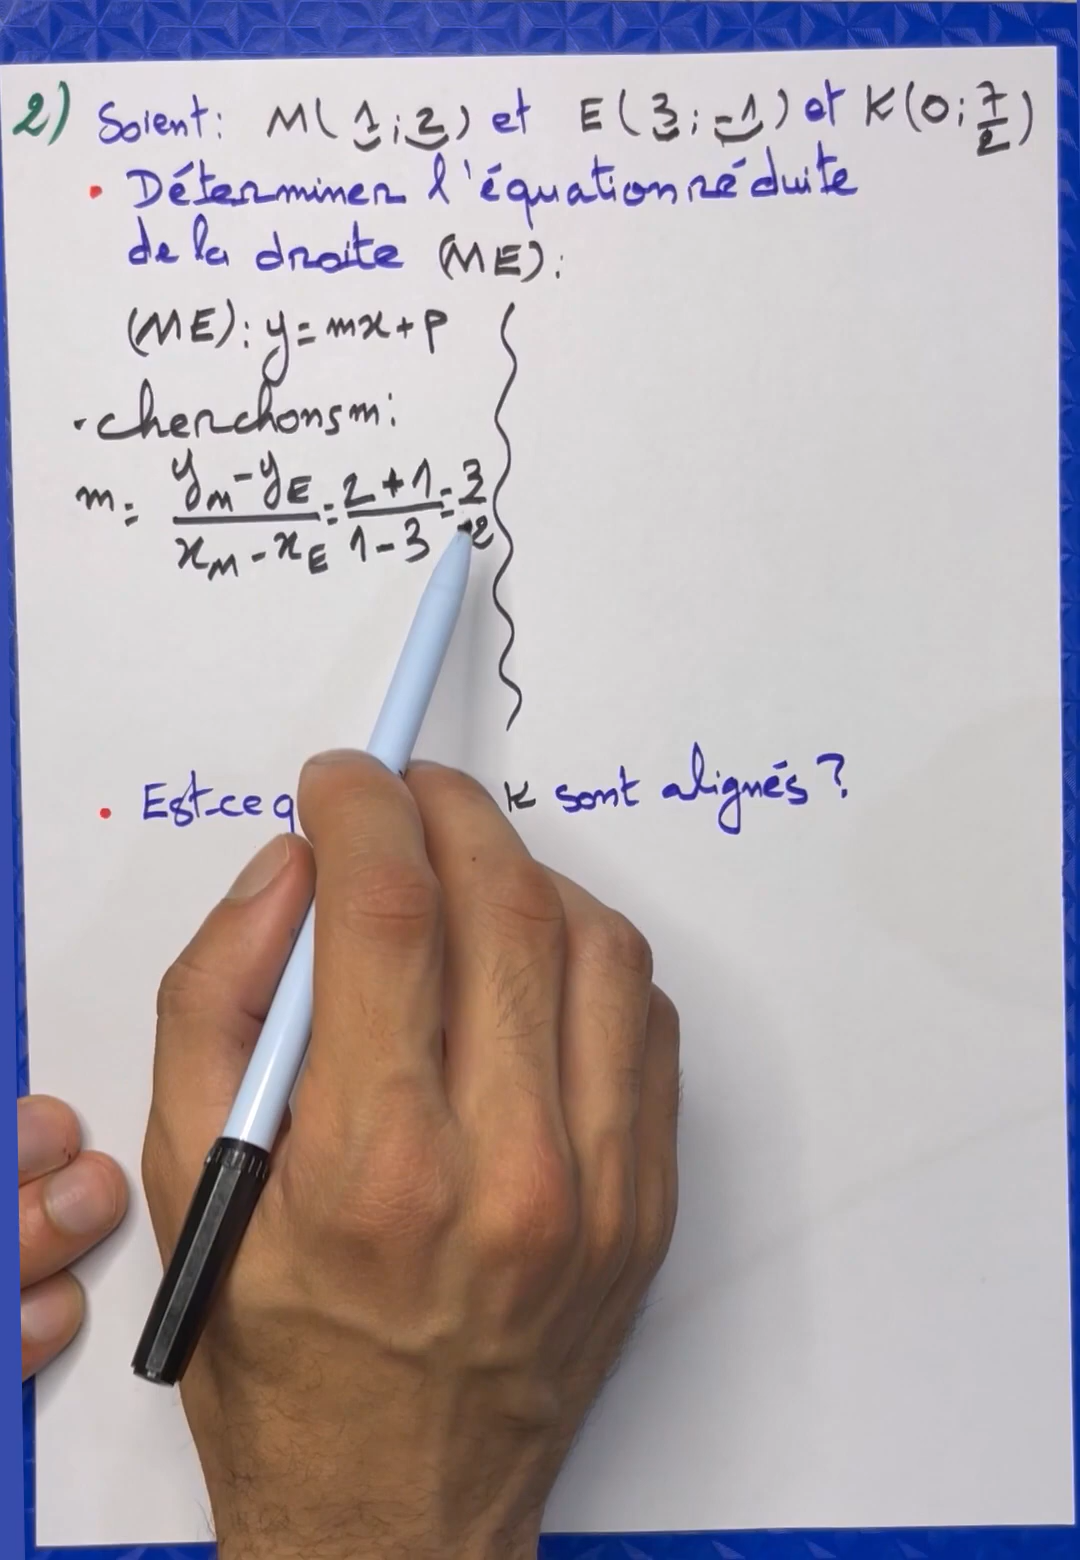 2) Soient: M(1;2) et E(3;-1) et K(0;7/2)
• Déterminer l'équation réduite
de la droite (ME):
(ME): y=mx+p
• cherchons m:
m= (yM-yE)/(xM-xE) = (2+1)/(1-3) = 3/-2
• Est-ce q K sont alignés ?